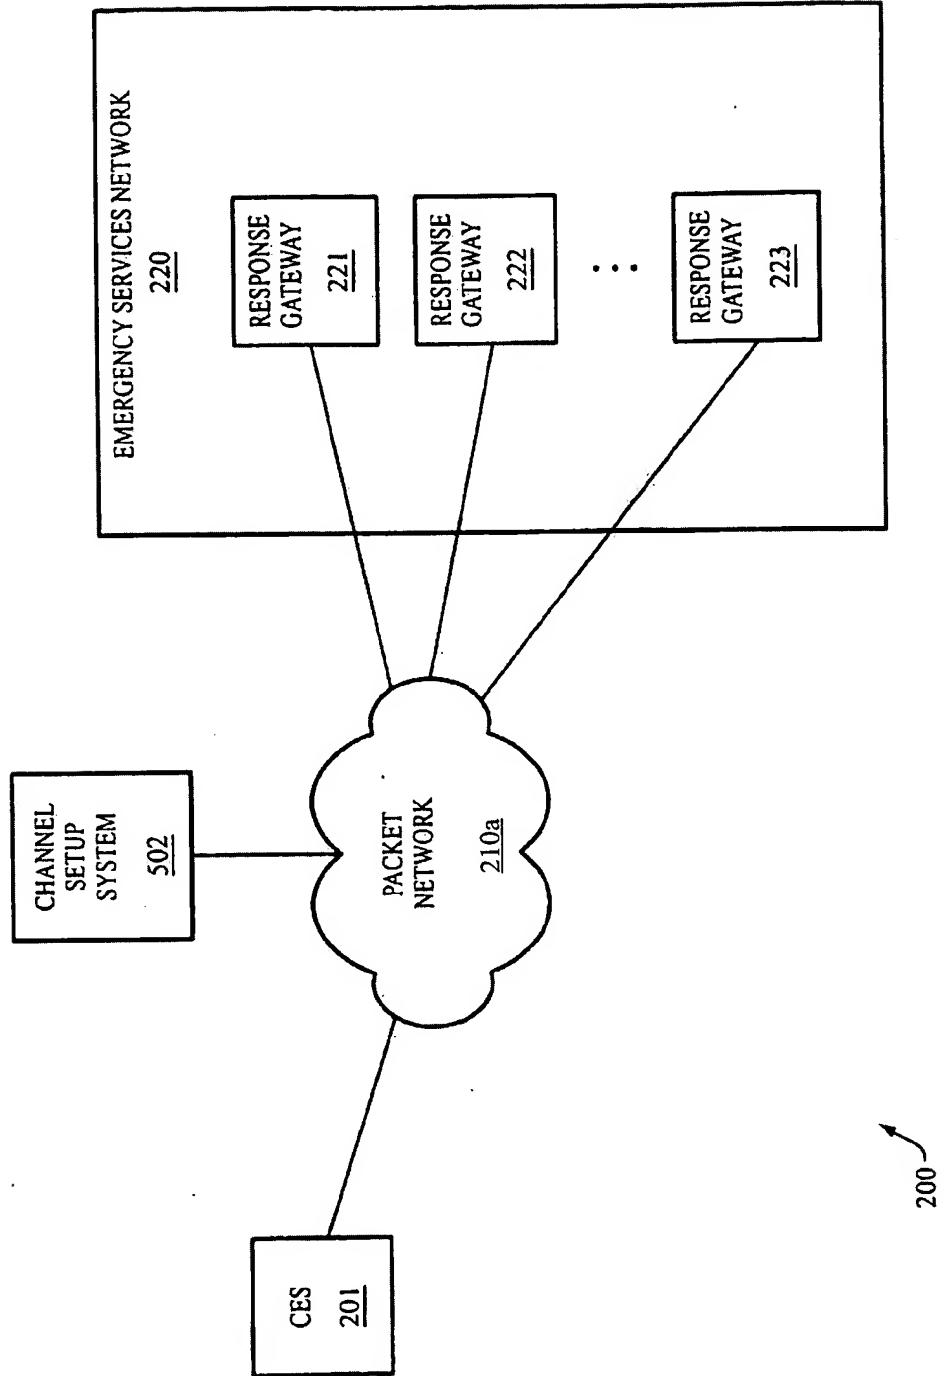 EMERGENCY SERVICES NETWORK
220
CHANNEL
SETUP
SYSTEM
502
RESPONSE
GATEWAY
221
CES
201
PACKET
NETWORK
210a
RESPONSE
GATEWAY
222
RESPONSE
GATEWAY
223
200